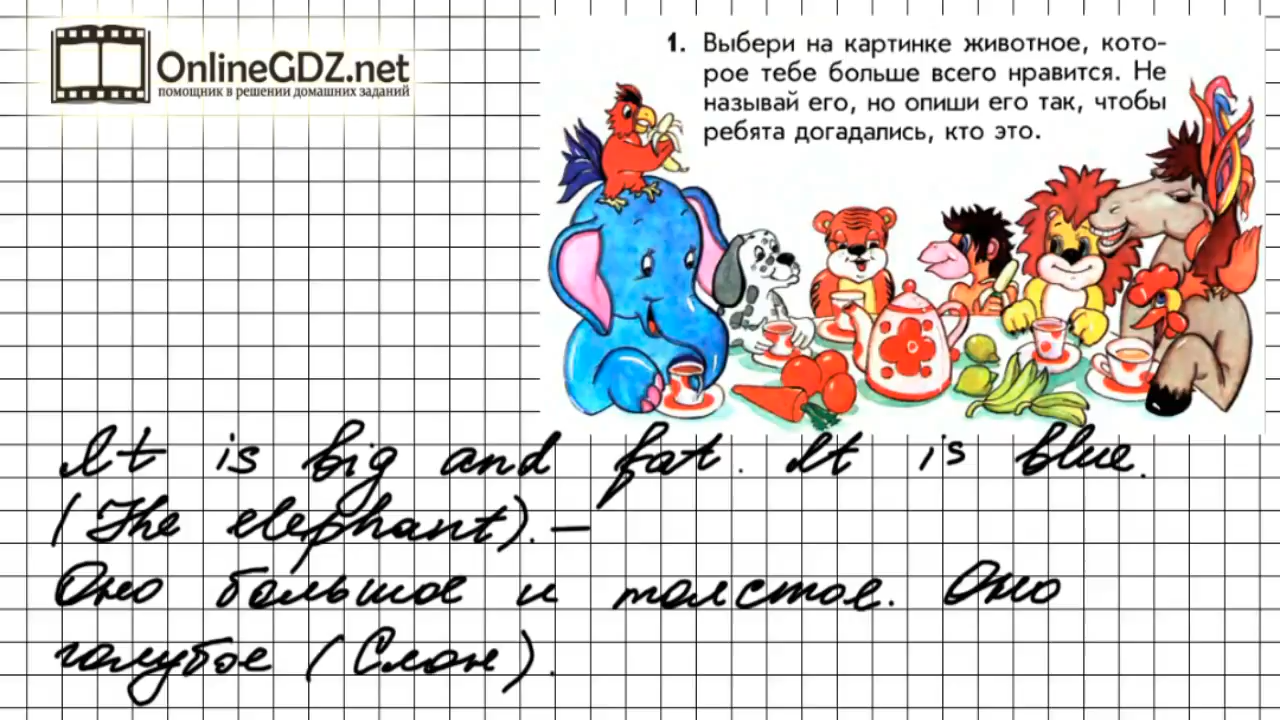 OnlineGDZ.net
помощник в решении домашних заданий
1. Выбери на картинке животное, кото-
рое тебе больше всего нравится. Не
называй его, но опиши его так, чтобы
ребята догадались, кто это.
It is big and fat. It is blue.
(The elephant). —
Оно большое и толстое. Оно
голубое (Слон).